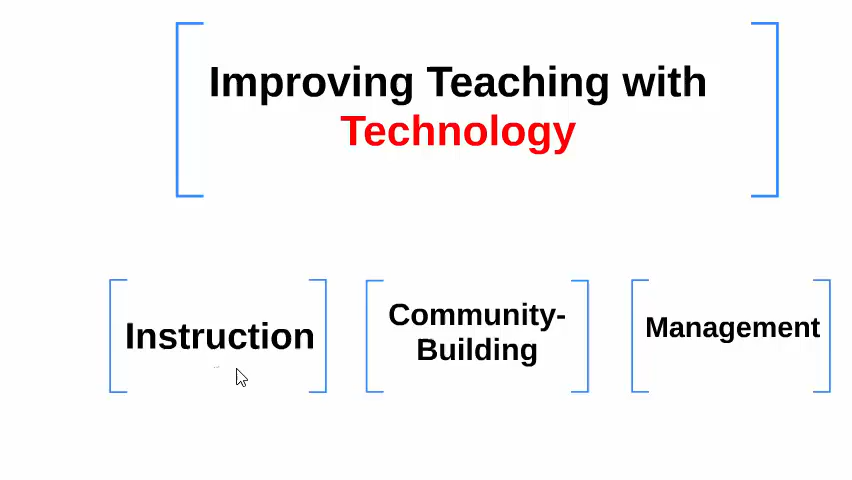 Improving Teaching with
Technology
Instruction
Community-
Building
Management